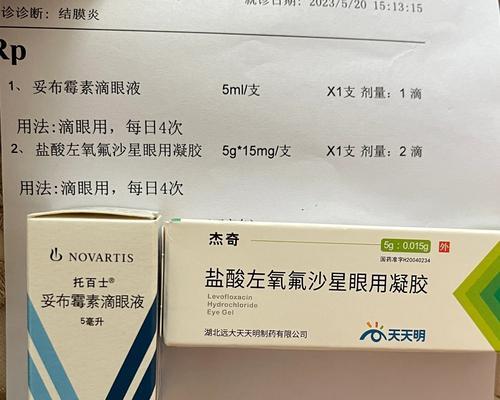 诊诊断：结膜炎
就诊日期：2023/5/20 15:13:15
Rp
1、妥布霉素滴眼液 5ml/支 X1支 剂量：1 滴
用法:滴眼用，每日4次
2、盐酸左氧氟沙星眼用凝胶 5g*15mg/支 X1支 剂量：2 滴
用法:滴眼用，每日4次
NOVARTIS
托百士®
妥布霉素滴眼液
5毫升
杰奇
5g：0.015g
外
国药准字H20040234
盐酸左氧氟沙星眼用凝胶
Levofloxacin
Hydrochloride
Eye Gel
湖北远大天天明制药有限公司
天天明